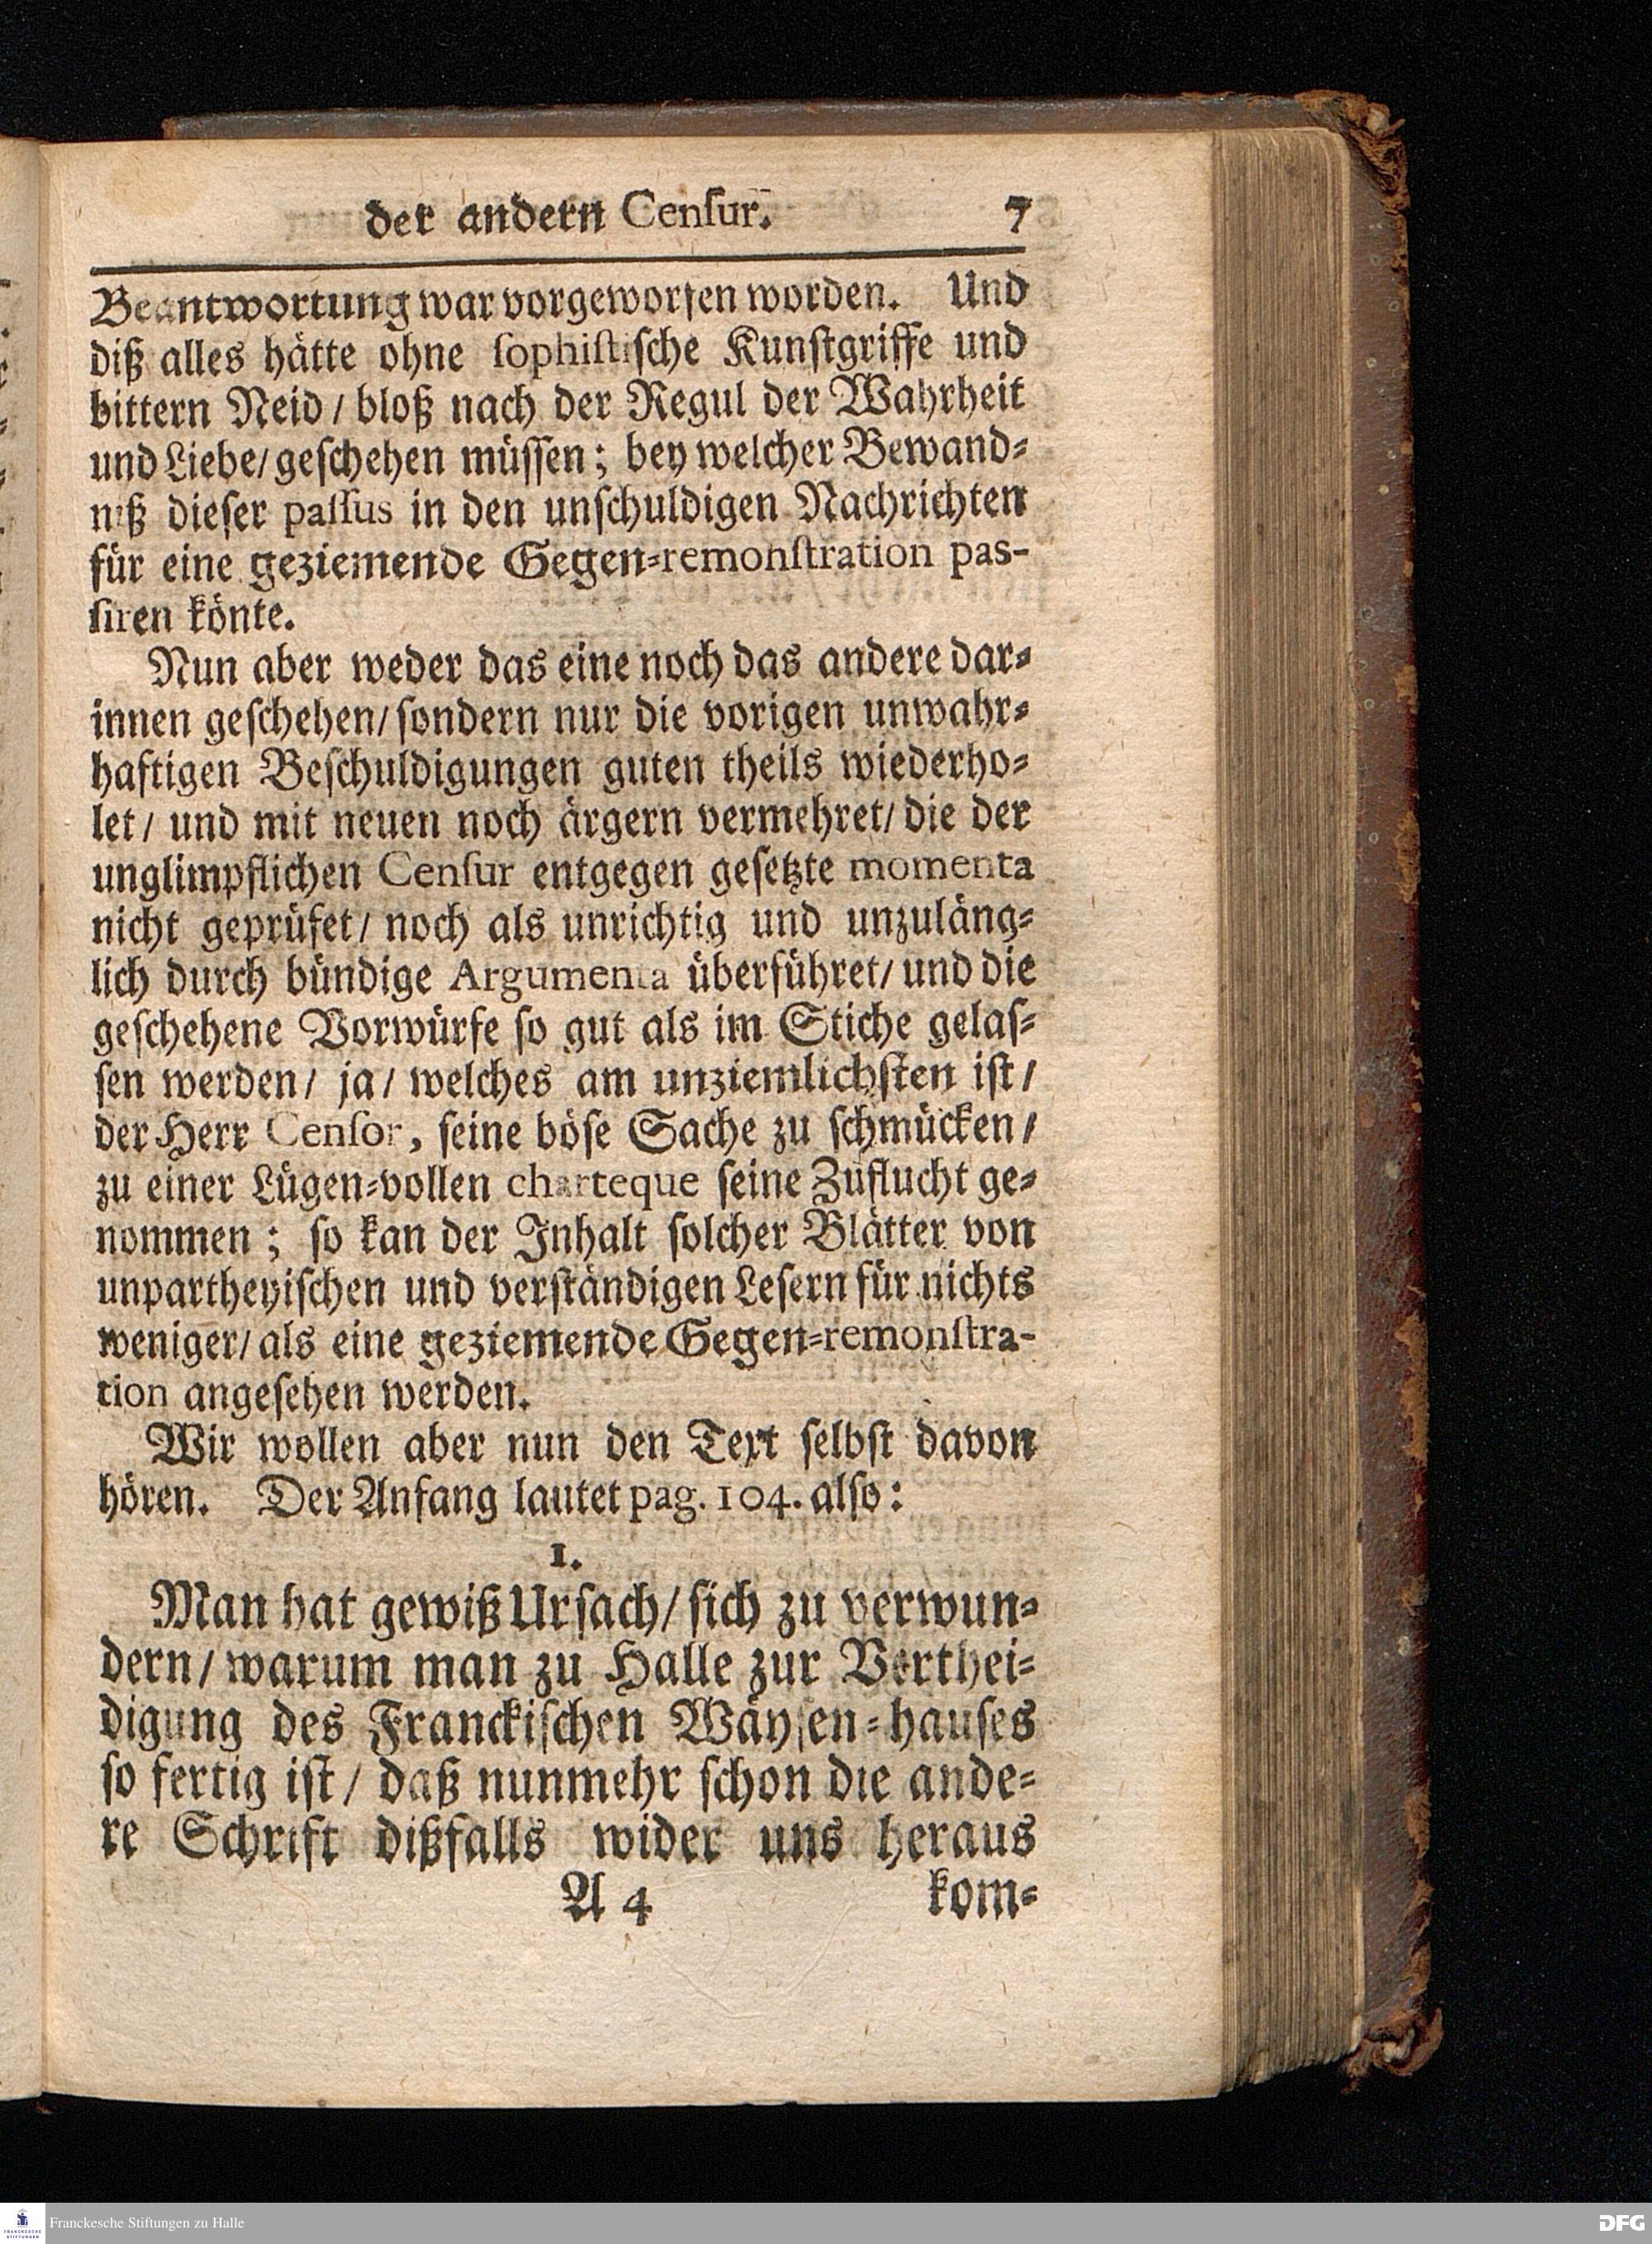 der andern Cenſur. 7
Beantwortung war vorgeworfen worden. Und
diß alles hätte ohne ſophiſtiſche Kunſtgriffe und
bittern Neid / bloß nach der Regul der Wahrheit
und Liebe / geſchehen müſſen; bey welcher Bewand⸗
niß dieſer paſſus in den unſchuldigen Nachrichten
für eine geziemende Gegen⸗remonſtration pas-
ſiren könte.
Nun aber weder das eine noch das andere dar⸗
innen geſchehen / ſondern nur die vorigen unwahr⸗
haftigen Beſchuldigungen guten theils wiederho⸗
let / und mit neuen noch ärgern vermehret / die der
unglimpflichen Cenſur entgegen geſetzte momenta
nicht geprüfet / noch als unrichtig und unzuläng⸗
lich durch bündige Argumenta überführet / und die
geſchehene Vorwürfe ſo gut als im Stiche gelaſ⸗
ſen werden / ja / welches am unziemlichſten iſt /
der Herr Cenſor, ſeine böſe Sache zu ſchmücken /
zu einer Lügen⸗vollen charteque ſeine Zuflucht ge⸗
nommen; ſo kan der Inhalt ſolcher Blätter von
unpartheyiſchen und verſtändigen Leſern für nichts
weniger / als eine geziemende Gegen⸗remonſtra-
tion angeſehen werden.
Wir wollen aber nun den Text ſelbſt davon
hören. Der Anfang lautet pag. 104. alſo:
1.
Man hat gewiß Urſach / ſich zu verwun⸗
dern / warum man zu Halle zur Verthei⸗
digung des Franckiſchen Wäyſen⸗hauſes
ſo fertig iſt / daß nunmehr ſchon die ande⸗
re Schrift dißfalls wider uns heraus
A 4 kom⸗
FRANCKESCHE STIFTUNGEN
Franckesche Stiftungen zu Halle
DFG